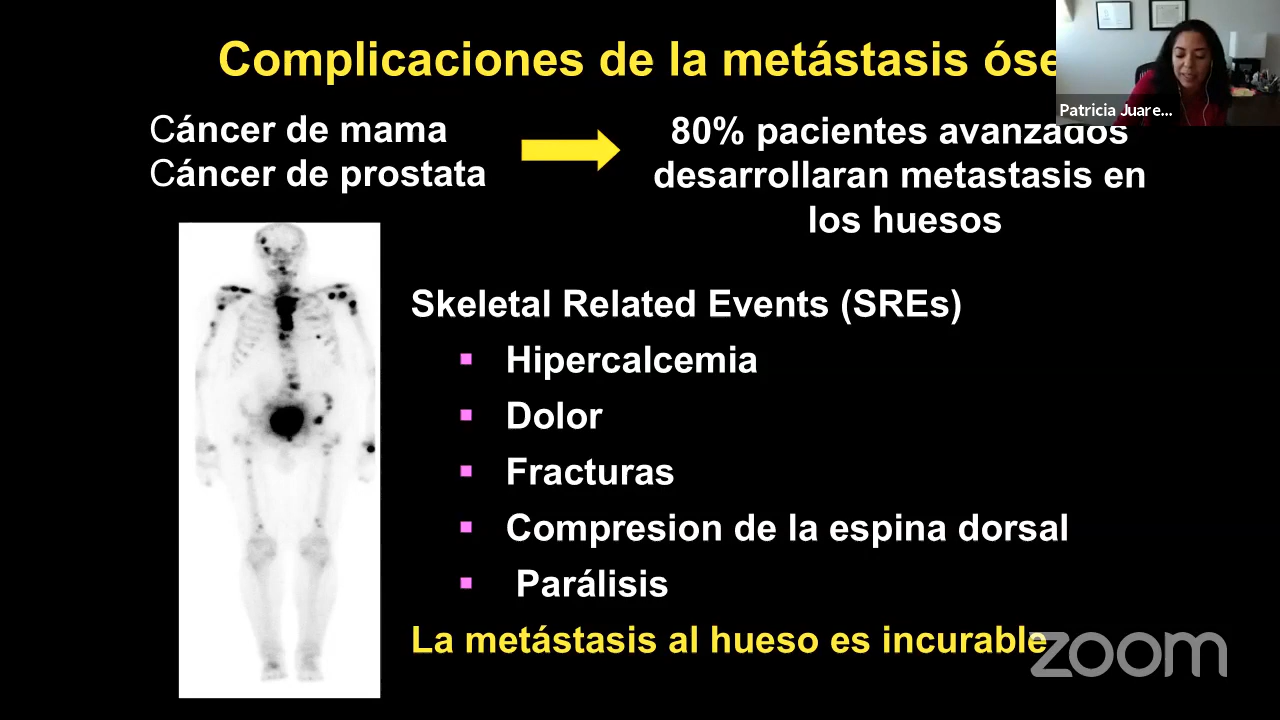 Complicaciones de la metástasis óse
Patricia Juare...
Cáncer de mama
Cáncer de prostata
80% pacientes avanzados
desarrollaran metastasis en
los huesos
Skeletal Related Events (SREs)
Hipercalcemia
Dolor
Fracturas
Compresion de la espina dorsal
Parálisis
La metástasis al hueso es incurable
zoom